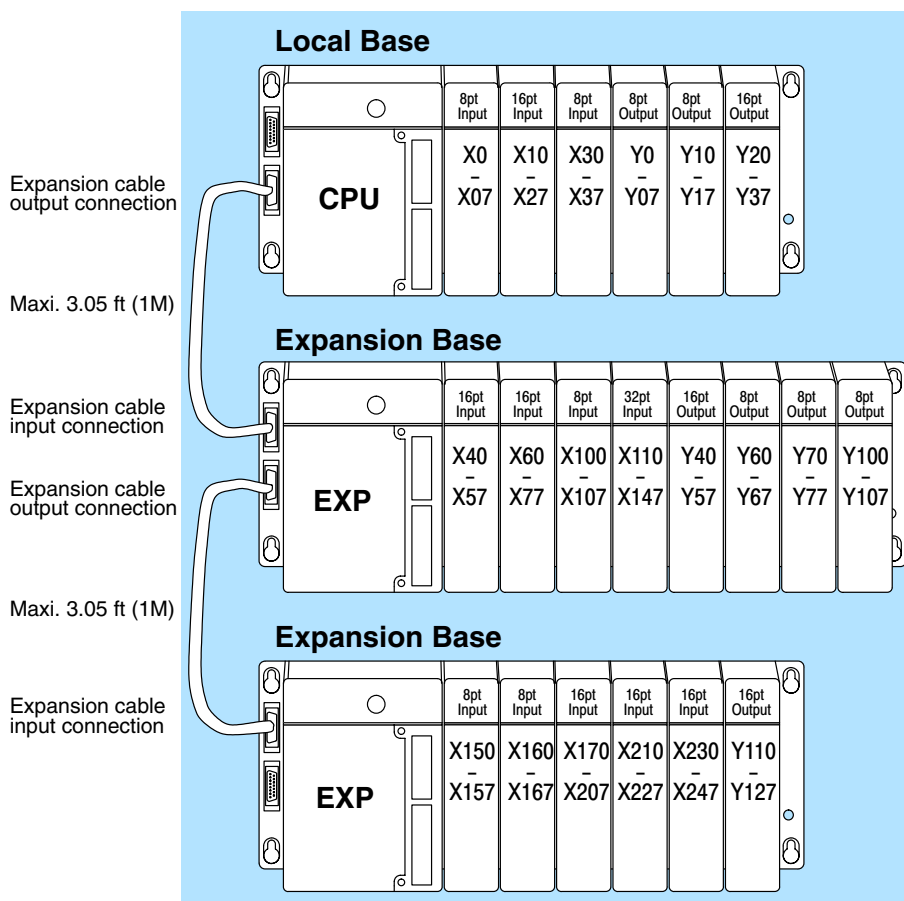 Local Base
8pt Input
16pt Input
8pt Input
8pt Output
8pt Output
16pt Output
CPU
X0 – X07
X10 – X27
X30 – X37
Y0 – Y07
Y10 – Y17
Y20 – Y37
Expansion cable
output connection
Maxi. 3.05 ft (1M)
Expansion Base
Expansion cable
input connection
16pt Input
16pt Input
8pt Input
32pt Input
16pt Output
8pt Output
8pt Output
8pt Output
EXP
X40 – X57
X60 – X77
X100 – X107
X110 – X147
Y40 – Y57
Y60 – Y67
Y70 – Y77
Y100 – Y107
Expansion cable
output connection
Maxi. 3.05 ft (1M)
Expansion Base
Expansion cable
input connection
8pt Input
8pt Input
16pt Input
16pt Input
16pt Input
16pt Output
EXP
X150 – X157
X160 – X167
X170 – X207
X210 – X227
X230 – X247
Y110 – Y127